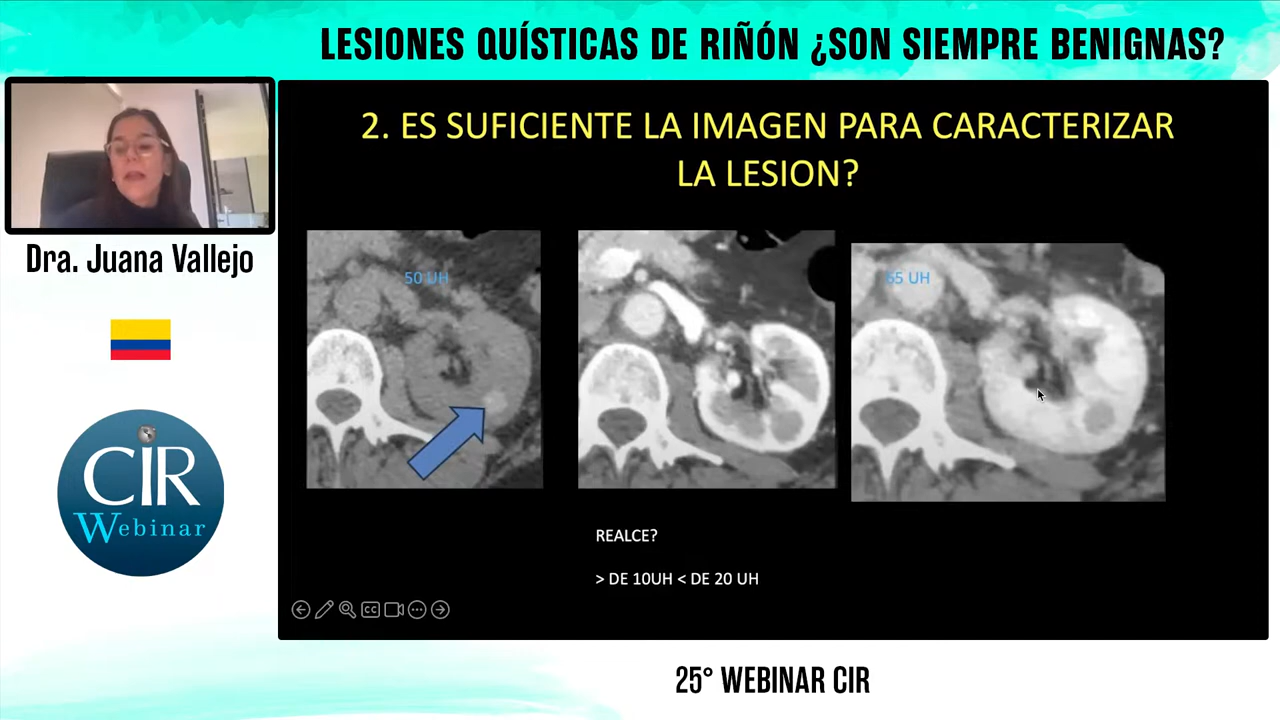 LESIONES QUÍSTICAS DE RIÑÓN ¿SON SIEMPRE BENIGNAS?
2. ES SUFICIENTE LA IMAGEN PARA CARACTERIZAR
LA LESION?
Dra. Juana Vallejo
50 UH
65 UH
CIR
Webinar
REALCE?
> DE 10UH < DE 20 UH
CC
25° WEBINAR CIR